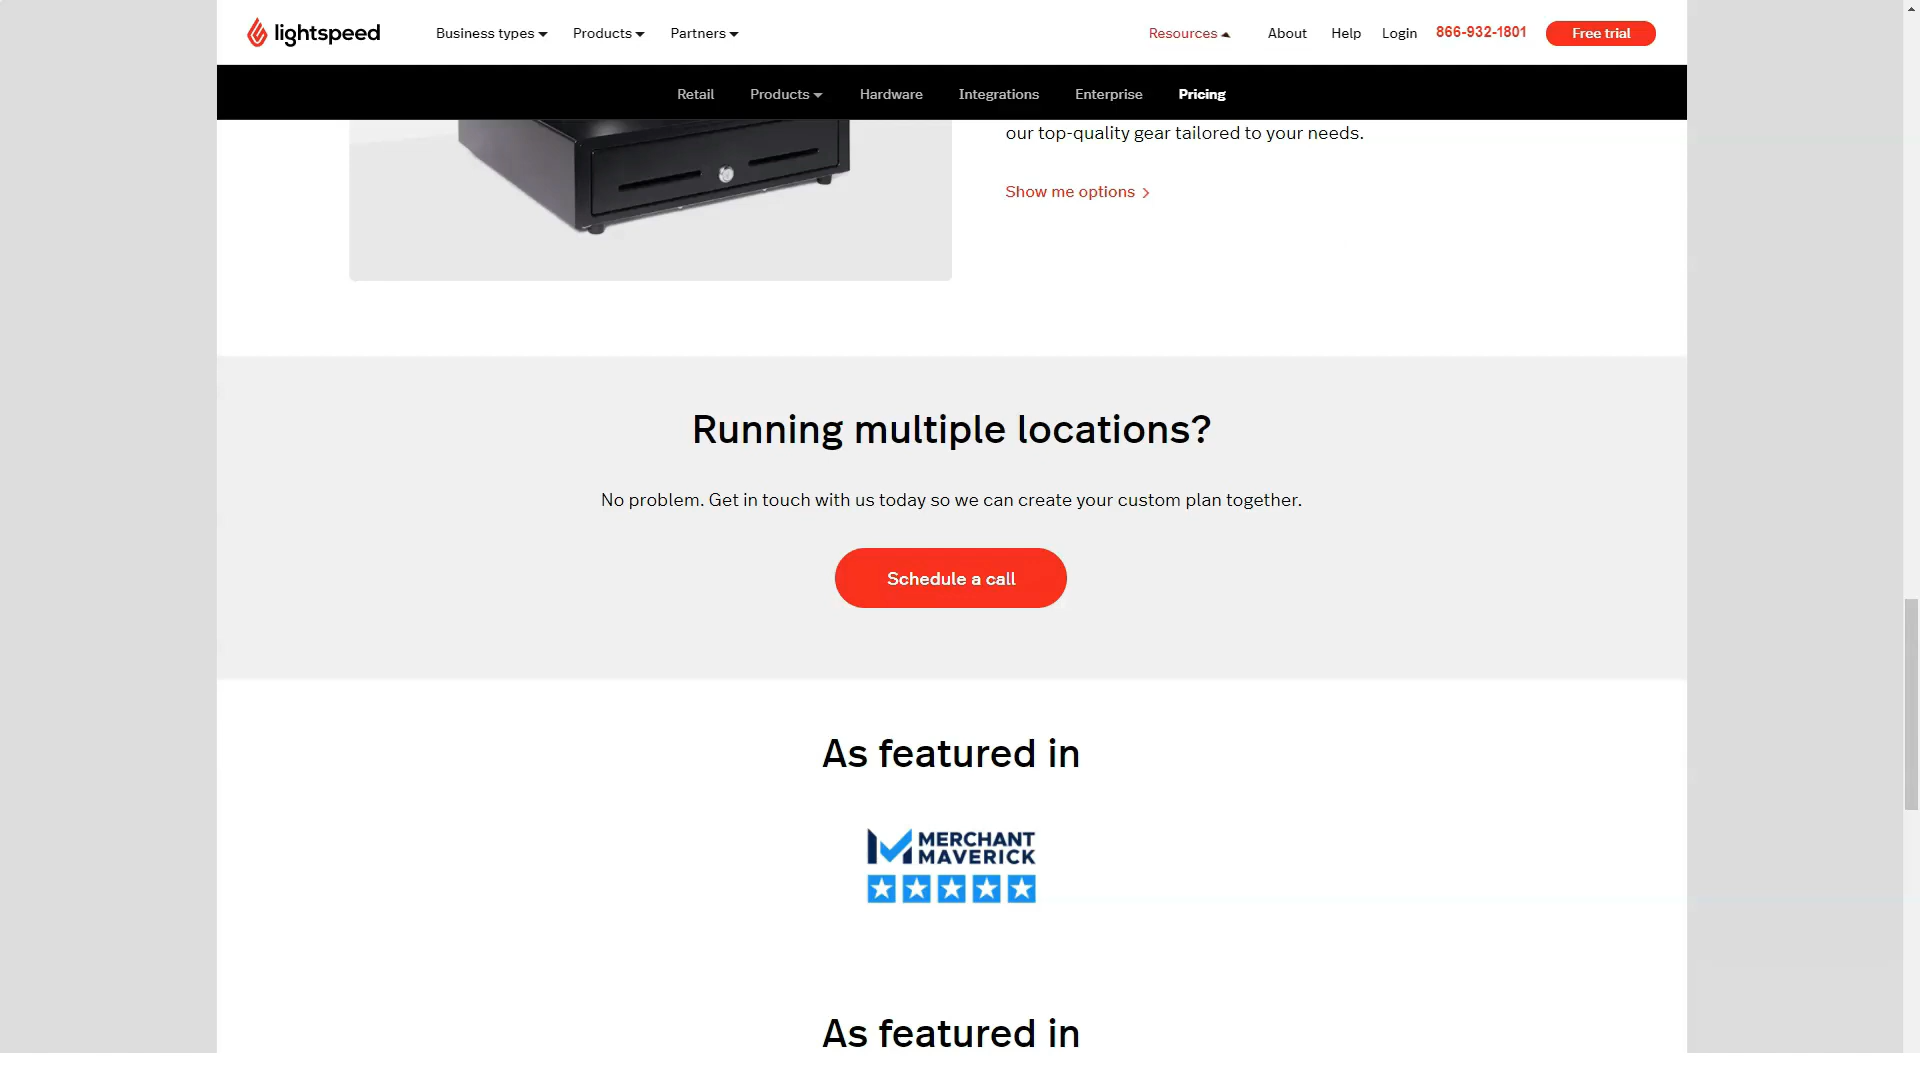 lightspeed
Business types
Products
Partners
Resources
About
Help
Login
866-932-1801
Free trial
Retail
Products
Hardware
Integrations
Enterprise
Pricing
our top-quality gear tailored to your needs.
Show me options
Running multiple locations?
No problem. Get in touch with us today so we can create your custom plan together.
Schedule a call
As featured in
MERCHANT
MAVERICK
As featured in